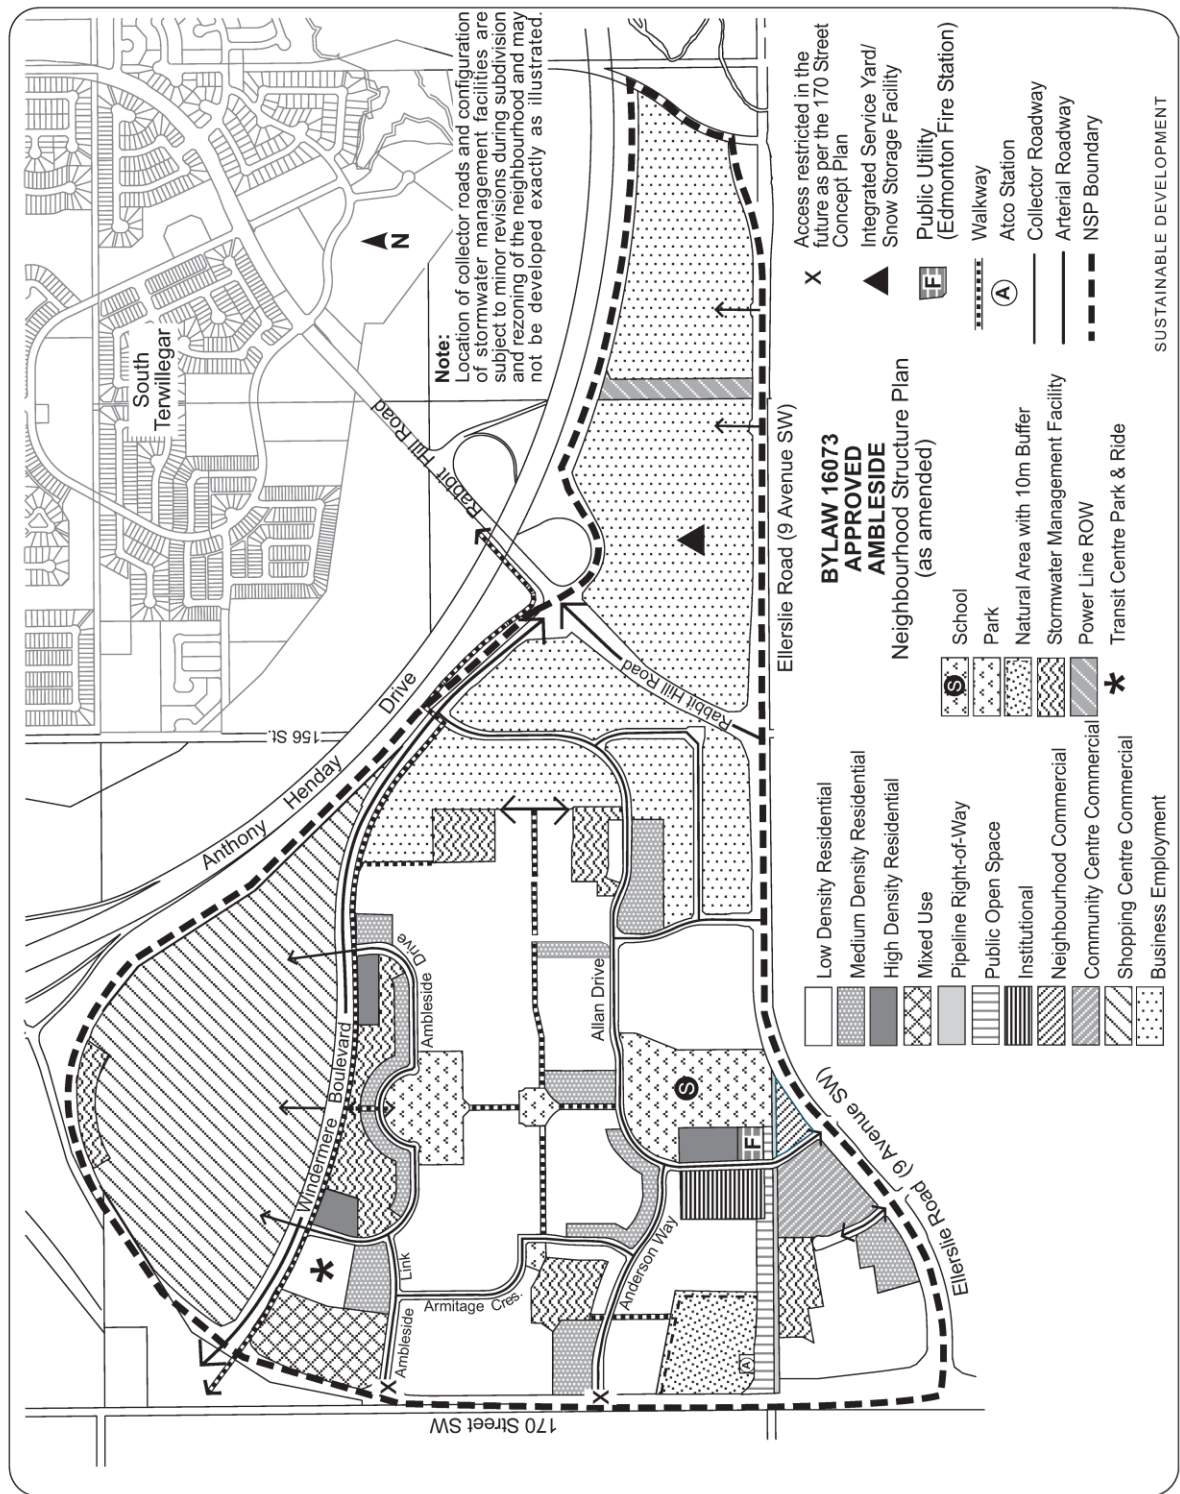 South
Terwillegar
N
Note:
Location of collector roads and configuration
of stormwater management facilities are
subject to minor revisions during subdivision
and rezoning of the neighbourhood and may
not be developed exactly as illustrated.
Rabbit Hill Road
Rabbit Hill Road
156 St.
Anthony Henday Drive
Windermere Boulevard
Ambleside Drive
Allan Drive
Ambleside Link
Armitage Cres.
Anderson Way
170 Street SW
Rabbit Hill Road
Ellerslie Road (9 Avenue SW)
Ellerslie Road (9 Avenue SW)
*
X
X
S
F
A
BYLAW 16073
APPROVED
AMBLESIDE
Neighbourhood Structure Plan
(as amended)
Low Density Residential
Medium Density Residential
High Density Residential
Mixed Use
Pipeline Right-of-Way
Public Open Space
Institutional
Neighbourhood Commercial
Community Centre Commercial
Shopping Centre Commercial
Business Employment
S School
Park
Natural Area with 10m Buffer
Stormwater Management Facility
Power Line ROW
* Transit Centre Park & Ride
X Access restricted in the
future as per the 170 Street
Concept Plan
Integrated Service Yard/
Snow Storage Facility
F Public Utility
(Edmonton Fire Station)
Walkway
A Atco Station
Collector Roadway
Arterial Roadway
NSP Boundary
SUSTAINABLE DEVELOPMENT